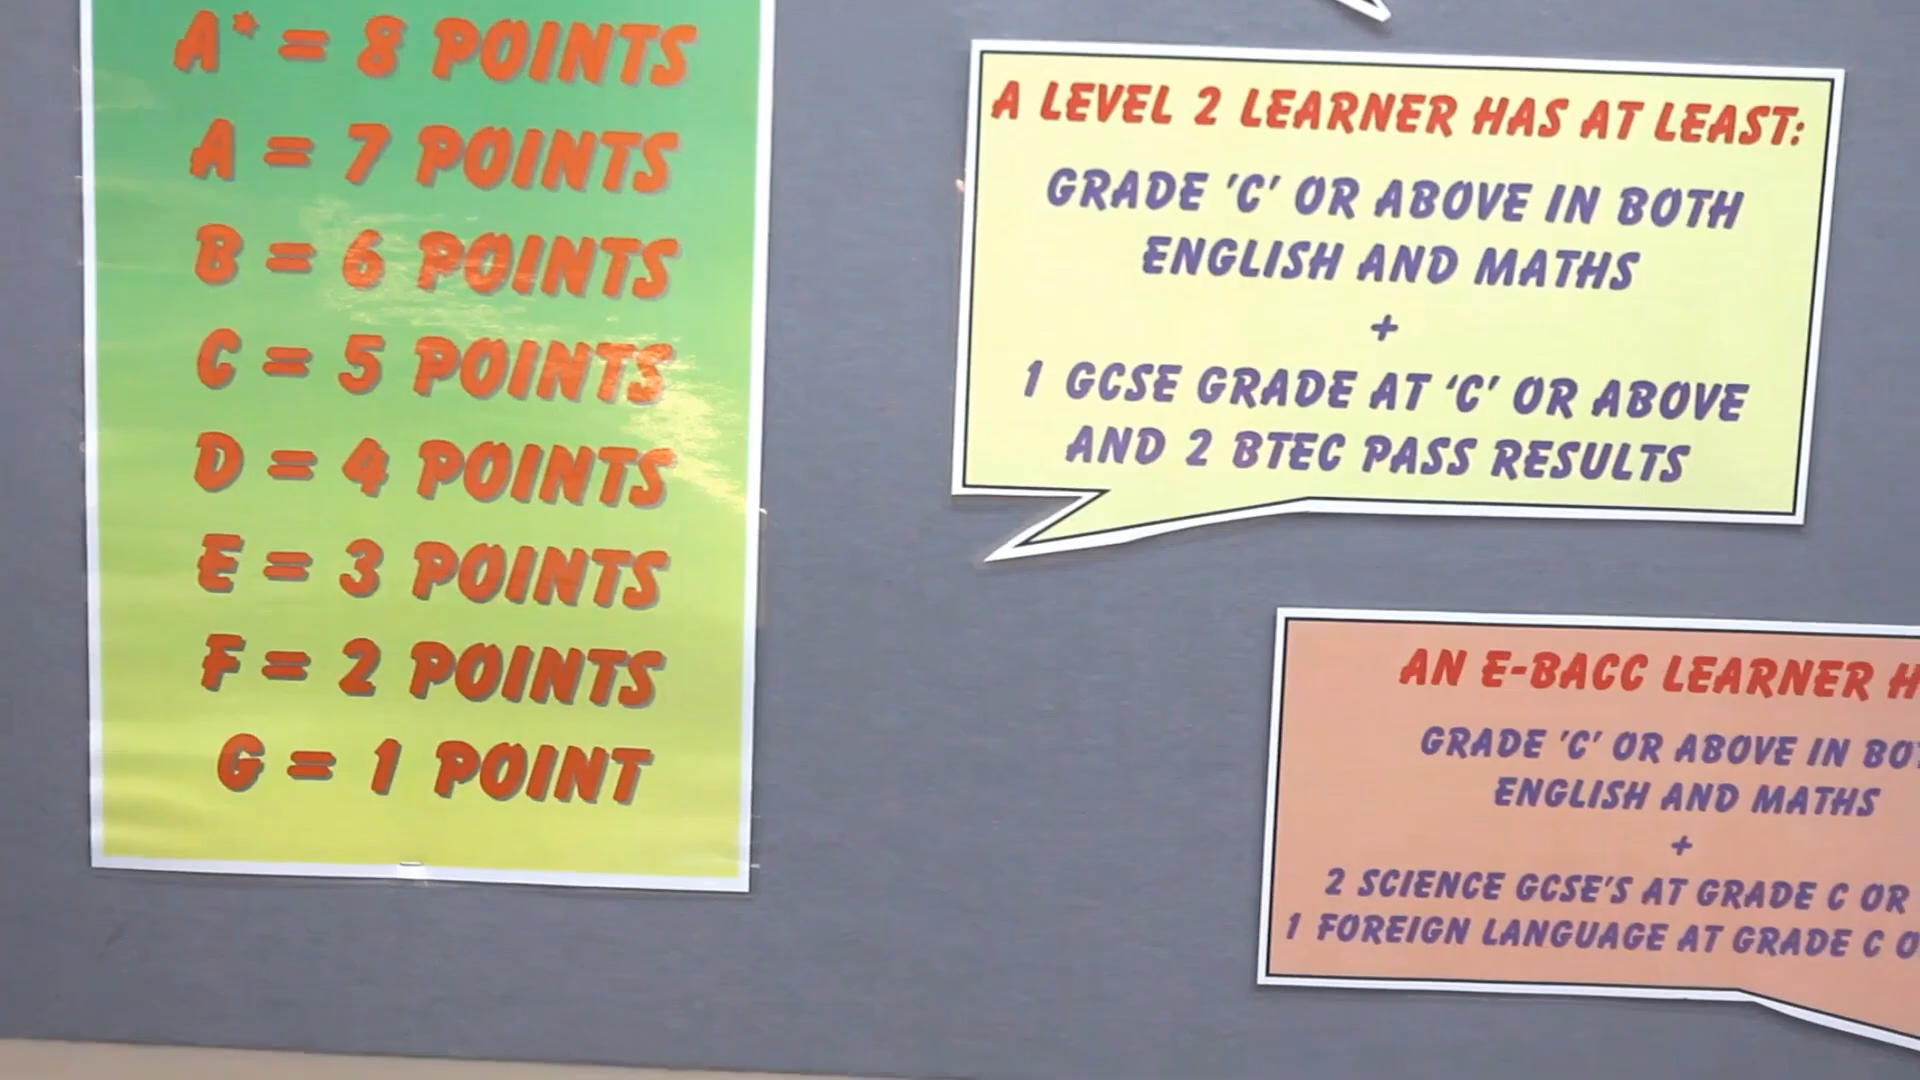 A* = 8 POINTS
A = 7 POINTS
B = 6 POINTS
C = 5 POINTS
D = 4 POINTS
E = 3 POINTS
F = 2 POINTS
G = 1 POINT
A LEVEL 2 LEARNER HAS AT LEAST:
GRADE 'C' OR ABOVE IN BOTH
ENGLISH AND MATHS
+
1 GCSE GRADE AT 'C' OR ABOVE
AND 2 BTEC PASS RESULTS
AN E-BACC LEARNER
GRADE 'C' OR ABOVE IN
ENGLISH AND MATHS
+
2 SCIENCE GCSE'S AT GRADE C OR
1 FOREIGN LANGUAGE AT GRADE C